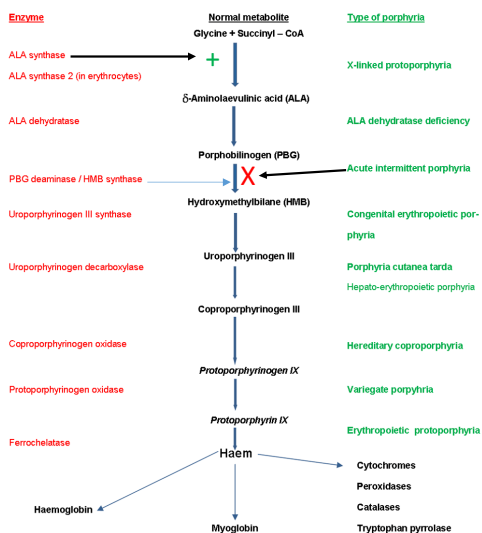 Enzyme Normal metabolite Type of porphyria
Glycine + Succinyl – CoA
ALA synthase + X-linked protoporphyria
ALA synthase 2 (in erythrocytes)
δ-Aminolaevulinic acid (ALA)
ALA dehydratase ALA dehydratase deficiency
Porphobilinogen (PBG)
Acute intermittent porphyria
PBG deaminase / HMB synthase X
Hydroxymethylbilane (HMB)
Uroporphyrinogen III synthase Congenital erythropoietic por-
phyria
Uroporphyrinogen III
Uroporphyrinogen decarboxylase Porphyria cutanea tarda
Hepato-erythropoietic porphyria
Coproporphyrinogen III
Coproporphyrinogen oxidase Hereditary coproporphyria
Protoporphyrinogen IX
Protoporphyrinogen oxidase Variegate porpyhria
Protoporphyrin IX
Erythropoietic protoporphyria
Ferrochelatase
Haem
Cytochromes
Peroxidases
Haemoglobin Catalases
Myoglobin Tryptophan pyrrolase